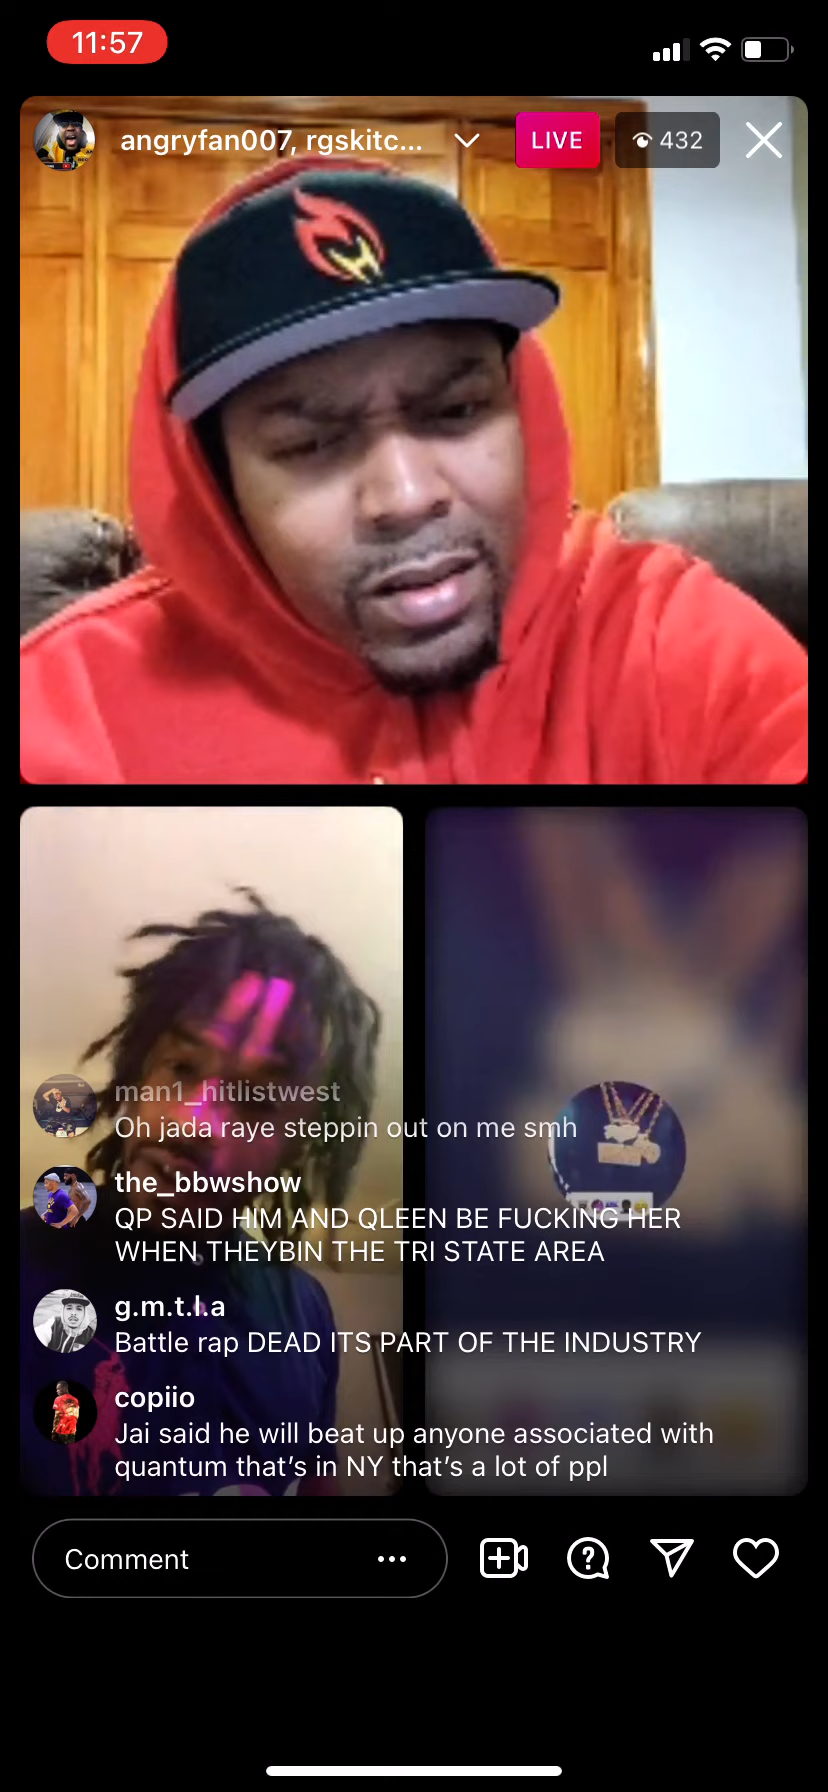 11:57
angryfan007, rgskitc...
LIVE
432
man1_hitlistwest
Oh jada raye steppin out on me smh
the_bbwshow
QP SAID HIM AND QLEEN BE FUCKING HER
WHEN THEYBIN THE TRI STATE AREA
g.m.t.l.a
Battle rap DEAD ITS PART OF THE INDUSTRY
copiio
Jai said he will beat up anyone associated with
quantum that's in NY that's a lot of ppl
Comment